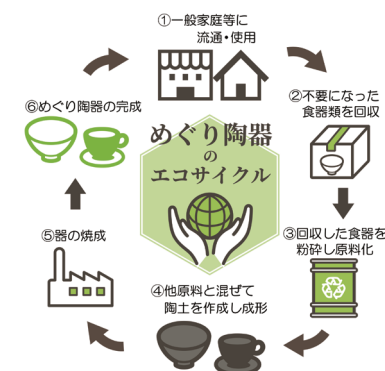 ①一般家庭等に
流通・使用
②不要になった
食器類を回収
③回収した食器を
粉砕し原料化
④他原料と混ぜて
陶土を作成し成形
⑤器の焼成
⑥めぐり陶器の完成
めぐり陶器
の
エコサイクル